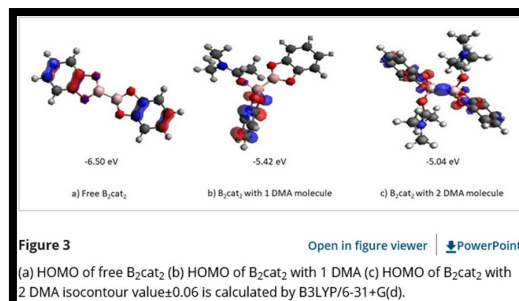 -6.50 eV
-5.42 eV
-5.04 eV
a) Free B₂cat₂
b) B₂cat₂ with 1 DMA molecule
c) B₂cat₂ with 2 DMA molecule
Figure 3
Open in figure viewer
PowerPoint
(a) HOMO of free B₂cat₂ (b) HOMO of B₂cat₂ with 1 DMA (c) HOMO of B₂cat₂ with
2 DMA isocontour value±0.06 is calculated by B3LYP/6-31+G(d).